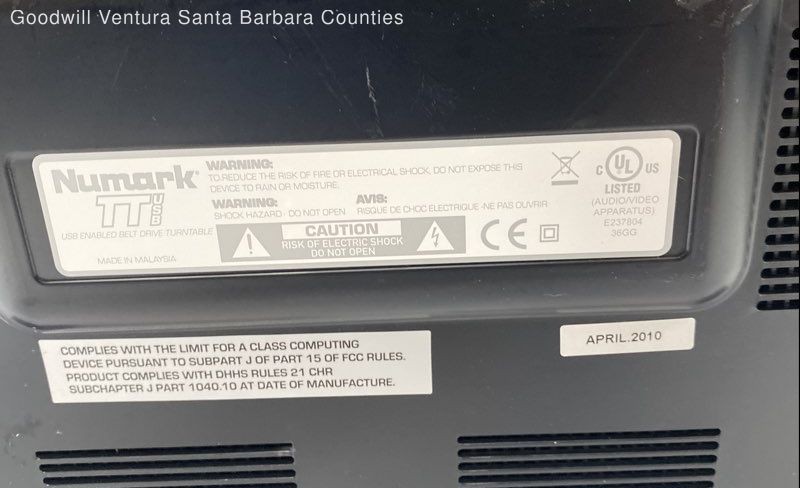 Goodwill Ventura Santa Barbara Counties
Numark
TT USB
USB ENABLED BELT DRIVE TURNTABLE
MADE IN MALAYSIA
WARNING:
TO REDUCE THE RISK OF FIRE OR ELECTRICAL SHOCK, DO NOT EXPOSE THIS
DEVICE TO RAIN OR MOISTURE.
WARNING:
SHOCK HAZARD - DO NOT OPEN
AVIS:
RISQUE DE CHOC ELECTRIQUE -NE PAS OUVRIR
CAUTION
RISK OF ELECTRIC SHOCK
DO NOT OPEN
CE
C UL US
LISTED
(AUDIO/VIDEO
APPARATUS)
E237804
36GG
COMPLIES WITH THE LIMIT FOR A CLASS COMPUTING
DEVICE PURSUANT TO SUBPART J OF PART 15 OF FCC RULES.
PRODUCT COMPLIES WITH DHHS RULES 21 CHR
SUBCHAPTER J PART 1040.10 AT DATE OF MANUFACTURE.
APRIL.2010